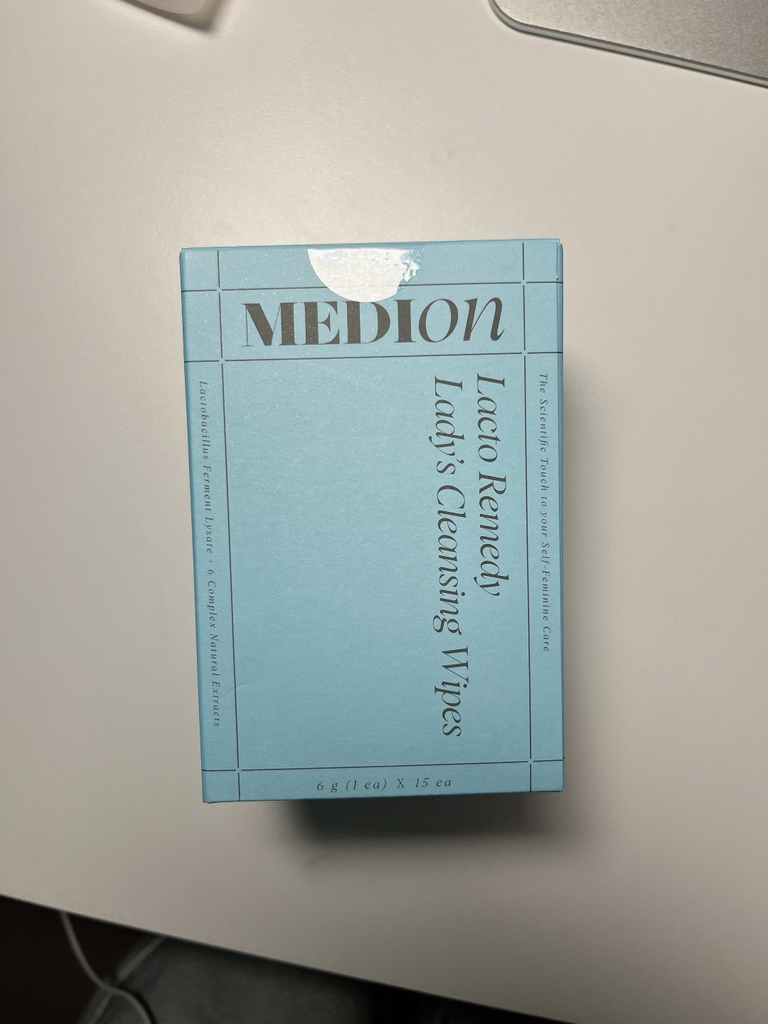 MEDION
Lacto Remedy
Lady's Cleansing Wipes
The Scientific Touch to your Self-Feminine Care
Lactobacillus Ferment Lysate + 6 Complex Natural Extracts
6 g (1 ea) X 15 ea